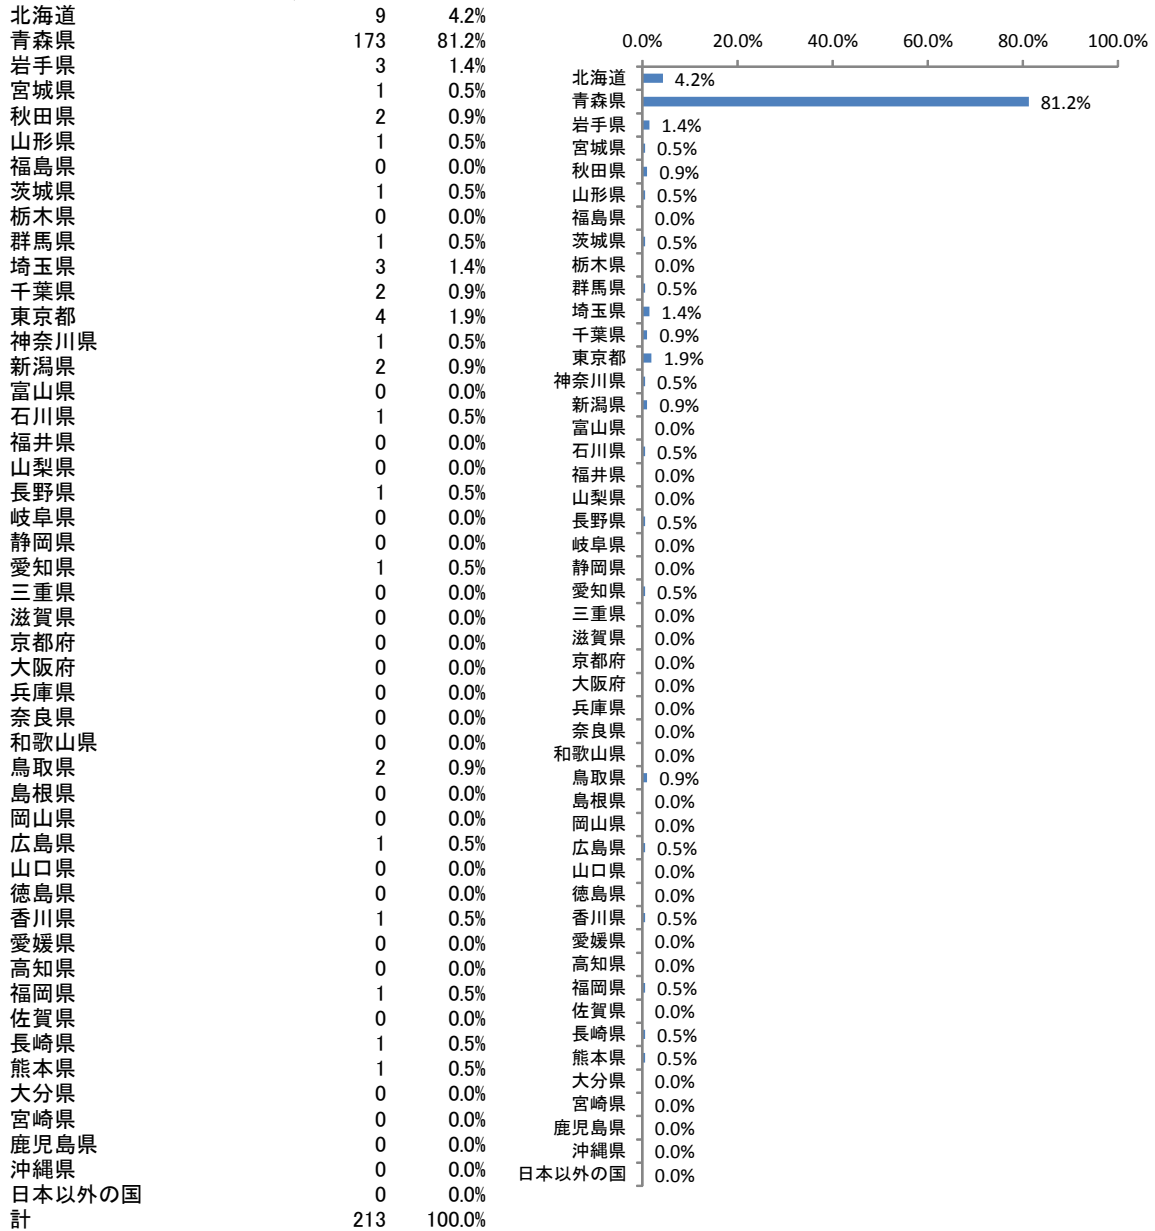 北海道 9 4.2%
青森県 173 81.2%
岩手県 3 1.4%
宮城県 1 0.5%
秋田県 2 0.9%
山形県 1 0.5%
福島県 0 0.0%
茨城県 1 0.5%
栃木県 0 0.0%
群馬県 1 0.5%
埼玉県 3 1.4%
千葉県 2 0.9%
東京都 4 1.9%
神奈川県 1 0.5%
新潟県 2 0.9%
富山県 0 0.0%
石川県 1 0.5%
福井県 0 0.0%
山梨県 0 0.0%
長野県 1 0.5%
岐阜県 0 0.0%
静岡県 0 0.0%
愛知県 1 0.5%
三重県 0 0.0%
滋賀県 0 0.0%
京都府 0 0.0%
大阪府 0 0.0%
兵庫県 0 0.0%
奈良県 0 0.0%
和歌山県 0 0.0%
鳥取県 2 0.9%
島根県 0 0.0%
岡山県 0 0.0%
広島県 1 0.5%
山口県 0 0.0%
徳島県 0 0.0%
香川県 1 0.5%
愛媛県 0 0.0%
高知県 0 0.0%
福岡県 1 0.5%
佐賀県 0 0.0%
長崎県 1 0.5%
熊本県 1 0.5%
大分県 0 0.0%
宮崎県 0 0.0%
鹿児島県 0 0.0%
沖縄県 0 0.0%
日本以外の国 0 0.0%
計 213 100.0%
0.0% 20.0% 40.0% 60.0% 80.0% 100.0%
北海道 4.2%
青森県 81.2%
岩手県 1.4%
宮城県 0.5%
秋田県 0.9%
山形県 0.5%
福島県 0.0%
茨城県 0.5%
栃木県 0.0%
群馬県 0.5%
埼玉県 1.4%
千葉県 0.9%
東京都 1.9%
神奈川県 0.5%
新潟県 0.9%
富山県 0.0%
石川県 0.5%
福井県 0.0%
山梨県 0.0%
長野県 0.5%
岐阜県 0.0%
静岡県 0.0%
愛知県 0.5%
三重県 0.0%
滋賀県 0.0%
京都府 0.0%
大阪府 0.0%
兵庫県 0.0%
奈良県 0.0%
和歌山県 0.0%
鳥取県 0.9%
島根県 0.0%
岡山県 0.0%
広島県 0.5%
山口県 0.0%
徳島県 0.0%
香川県 0.5%
愛媛県 0.0%
高知県 0.0%
福岡県 0.5%
佐賀県 0.0%
長崎県 0.5%
熊本県 0.5%
大分県 0.0%
宮崎県 0.0%
鹿児島県 0.0%
沖縄県 0.0%
日本以外の国 0.0%